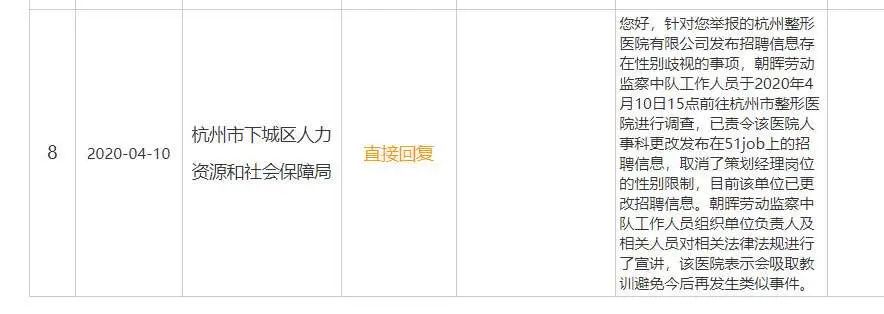 8
2020-04-10
杭州市下城区人力
资源和社会保障局
直接回复
您好，针对您举报的杭州整形
医院有限公司发布招聘信息存
在性别歧视的事项，朝晖劳动
监察中队工作人员于2020年4
月10日15点前往杭州市整形医
院进行调查，已责令该医院人
事科更改发布在51job上的招
聘信息，取消了策划经理岗位
的性别限制，目前该单位已更
改招聘信息。朝晖劳动监察中
队工作人员组织单位负责人及
相关人员对相关法律法规进行
了宣讲，该医院表示会吸取教
训避免今后再发生类似事件。